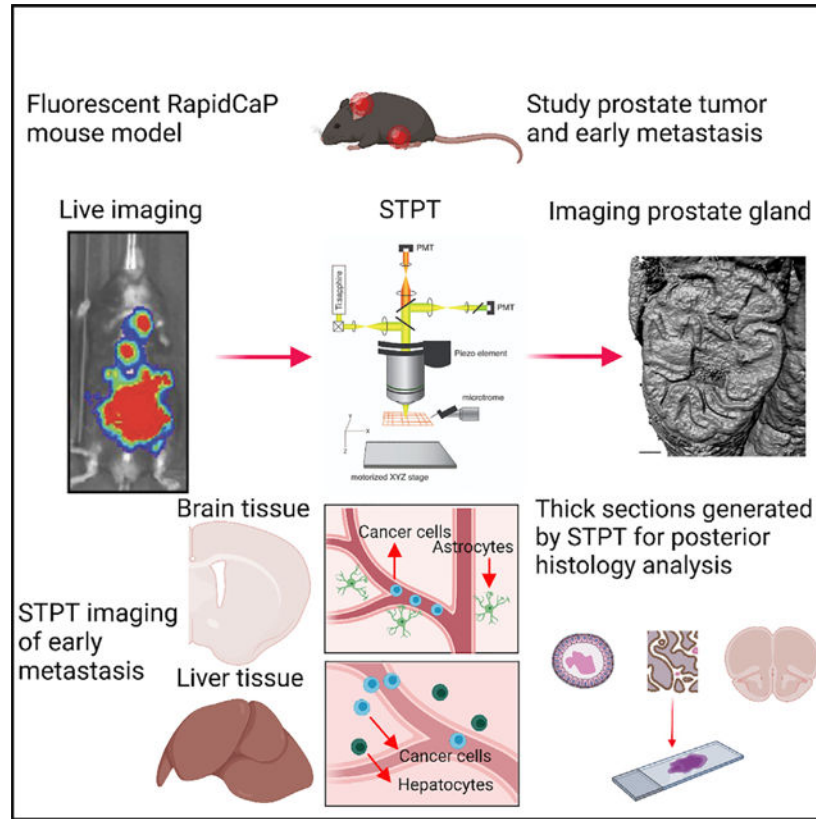 Fluorescent RapidCaP
mouse model
Study prostate tumor
and early metastasis
Live imaging
STPT
Imaging prostate gland
PMT
Ti:sapphire
PMT
Piezo element
microtrome
Y
X
Z
motorized XYZ stage
Brain tissue
Cancer cells
Astrocytes
Thick sections generated
by STPT for posterior
histology analysis
STPT imaging
of early
metastasis
Liver tissue
Cancer cells
Hepatocytes